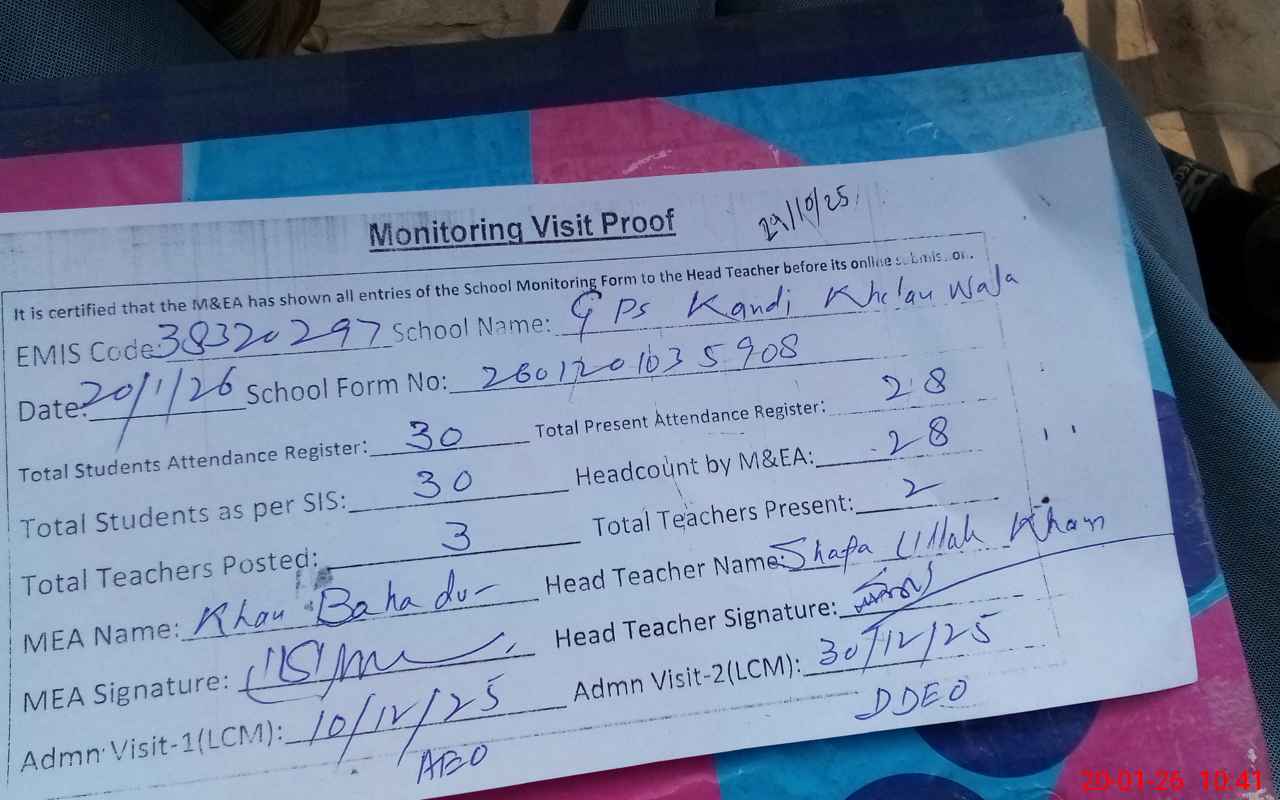 Monitoring Visit Proof 29/10/25
It is certified that the M&EA has shown all entries of the School Monitoring Form to the Head Teacher before its online submission.
EMIS Code: 38320297 School Name: GPS Kandi Khelan Wala
Date: 20/1/26 School Form No: 2601201035908
Total Students Attendance Register: 30 Total Present Attendance Register: 28
Total Students as per SIS: 30 Headcount by M&EA: 28
Total Teachers Posted: 3 Total Teachers Present: 2
MEA Name: Khan Bahadur Head Teacher Name: Shafa Ullah Khan
MEA Signature: Head Teacher Signature:
Admn Visit-1(LCM): 10/12/25 Admn Visit-2(LCM): 30/12/25
AEO DDEO
20-01-26 10:41